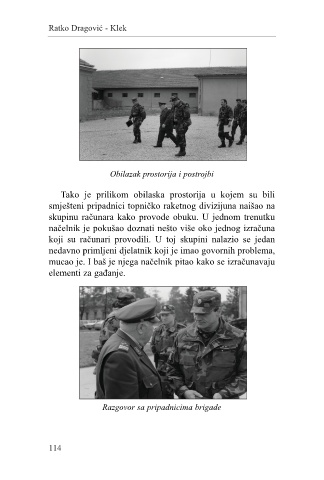 Ratko Dragović - Klek
Obilazak prostorija i postrojbi
Tako je prilikom obilaska prostorija u kojem su bili
smješteni pripadnici topničko raketnog divizijuna naišao na
skupinu računara kako provode obuku. U jednom trenutku
načelnik je pokušao doznati nešto više oko jednog izračuna
koji su računari provodili. U toj skupini nalazio se jedan
nedavno primljeni djelatnik koji je imao govornih problema,
mucao je. I baš je njega načelnik pitao kako se izračunavaju
elementi za gađanje.
Razgovor sa pripadnicima brigade
114